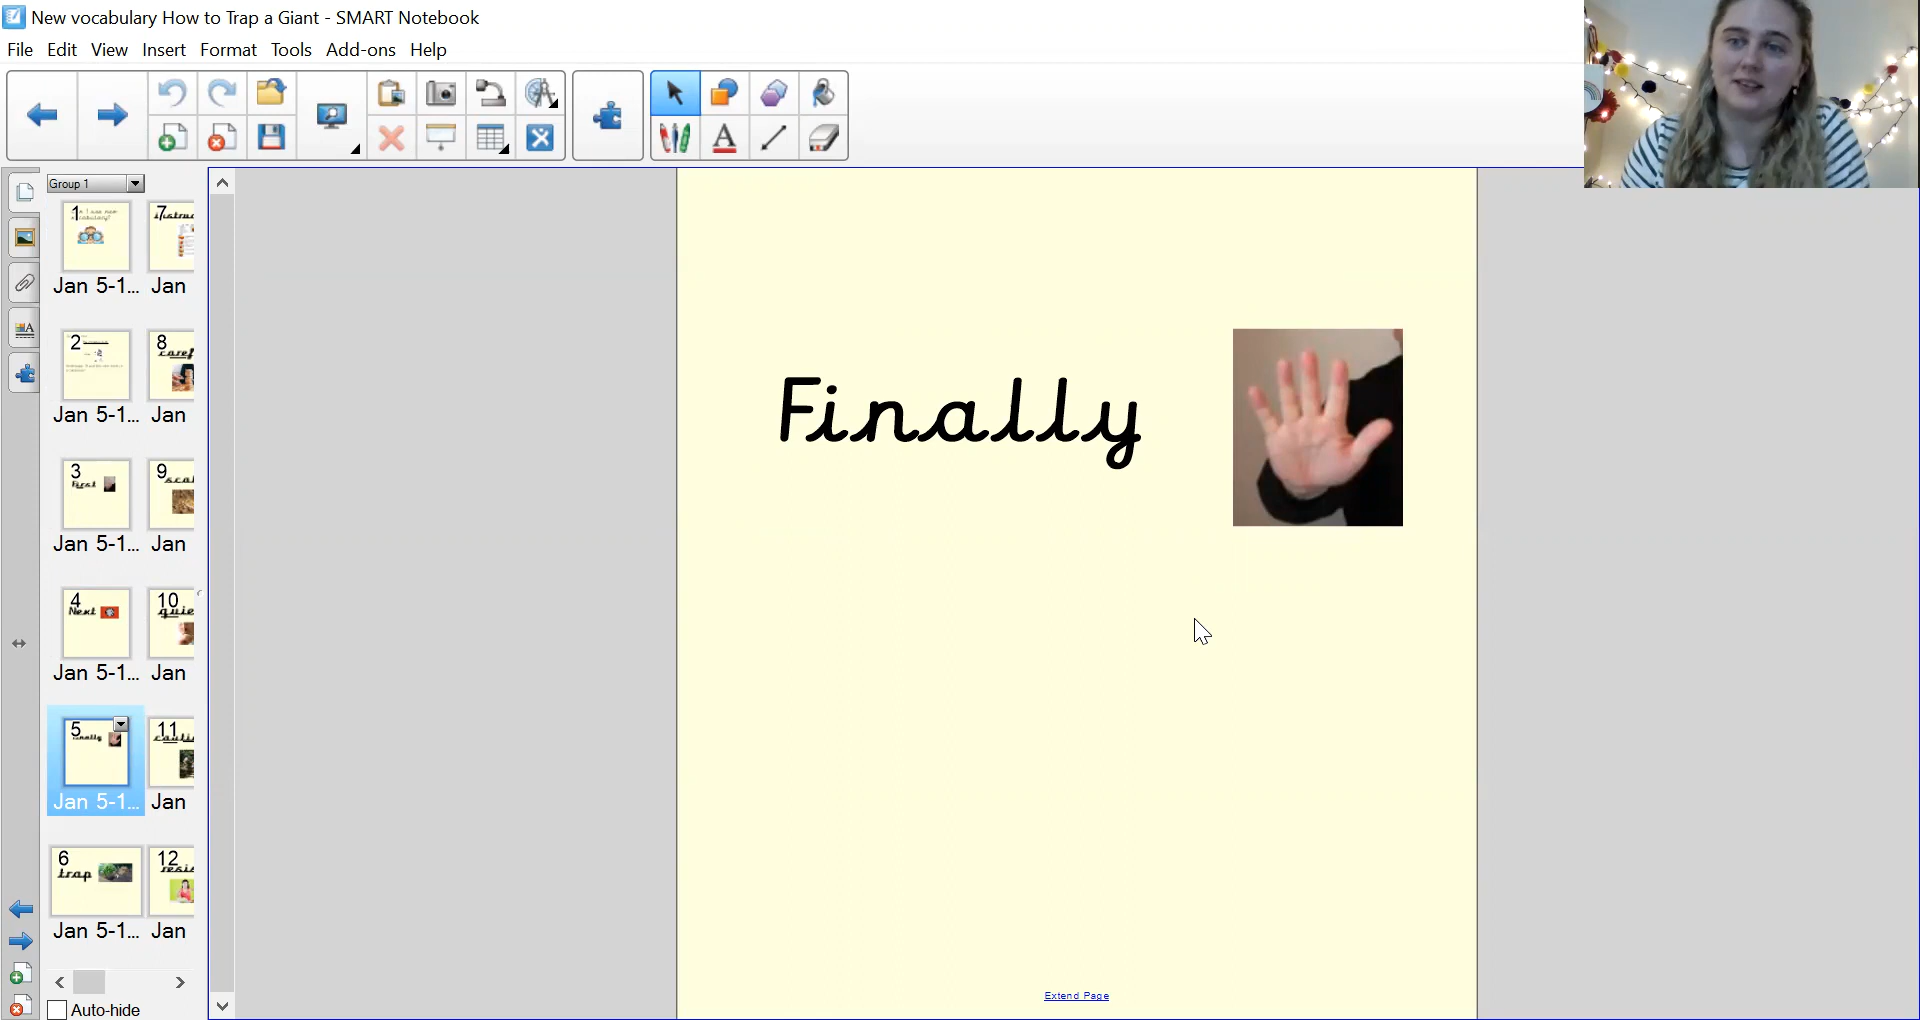 New vocabulary How to Trap a Giant - SMART Notebook
File Edit View Insert Format Tools Add-ons Help
Group 1
1
7
Jan 5-1... Jan
2
8
Jan 5-1... Jan
3
First
9
Jan 5-1... Jan
4
Next
10
Jan 5-1... Jan
5
Finally
11
Jan 5-1... Jan
6
trap
12
Jan 5-1... Jan
Auto-hide
Finally
Extend Page